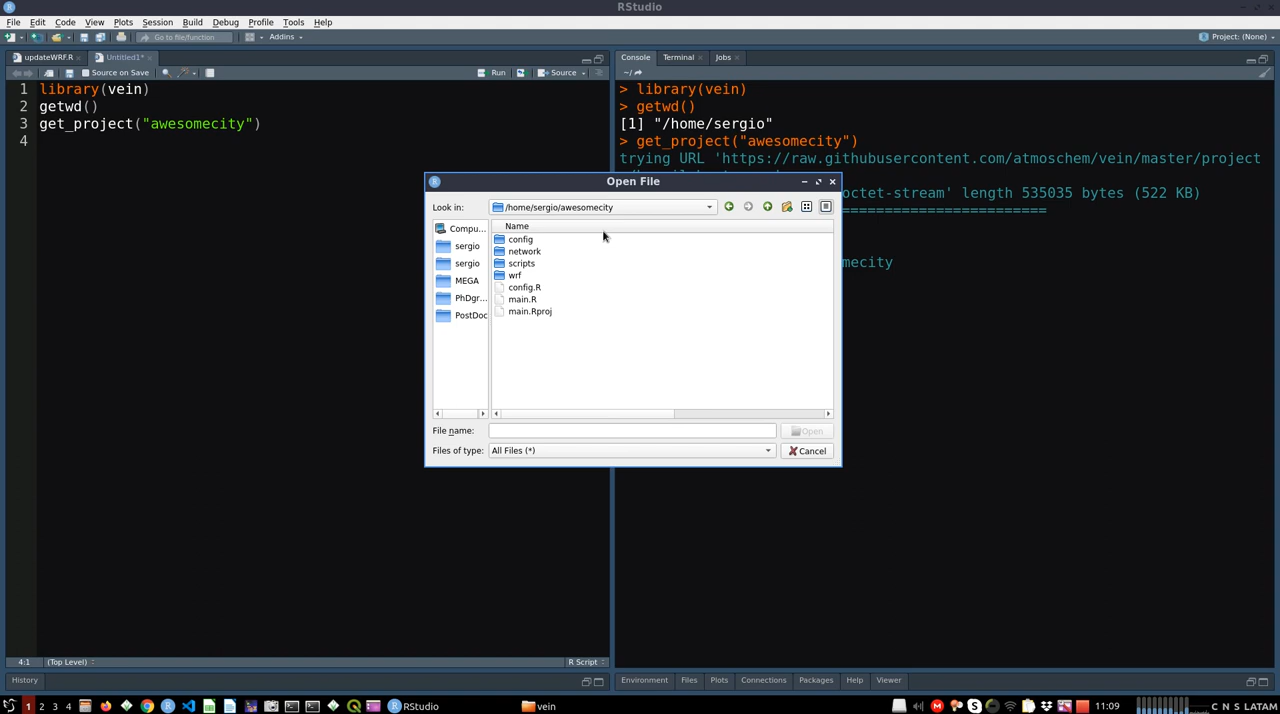 RStudio
File Edit Code View Plots Session Build Debug Profile Tools Help
Go to file/function Addins Project: (None)
updateWRF.R Untitled1*
Source on Save Run Source
1 library(vein)
2 getwd()
3 get_project("awesomecity")
4
4:1 (Top Level) R Script
History
Console Terminal Jobs
~/
> library(vein)
> getwd()
[1] "/home/sergio"
> get_project("awesomecity")
trying URL 'https://raw.githubusercontent.com/atmoschem/vein/master/project
octet-stream' length 535035 bytes (522 KB)
==============================
mecity
Open File
Look in: /home/sergio/awesomecity
Compu...
sergio
sergio
MEGA
PhDgr...
PostDoc
Name
config
network
scripts
wrf
config.R
main.R
main.Rproj
File name: Open
Files of type: All Files (*) Cancel
Environment Files Plots Connections Packages Help Viewer
1 2 3 4 RStudio vein 11:09 C N S LATAM